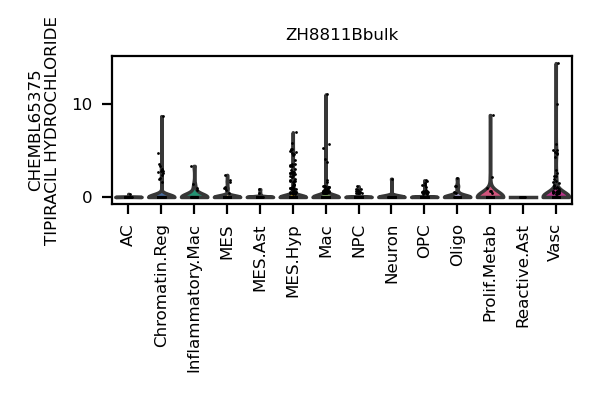 ZH8811Bbulk
CHEMBL65375
TIPIRACIL HYDROCHLORIDE
10
0
AC
Chromatin.Reg
Inflammatory.Mac
MES
MES.Ast
MES.Hyp
Mac
NPC
Neuron
OPC
Oligo
Prolif.Metab
Reactive.Ast
Vasc